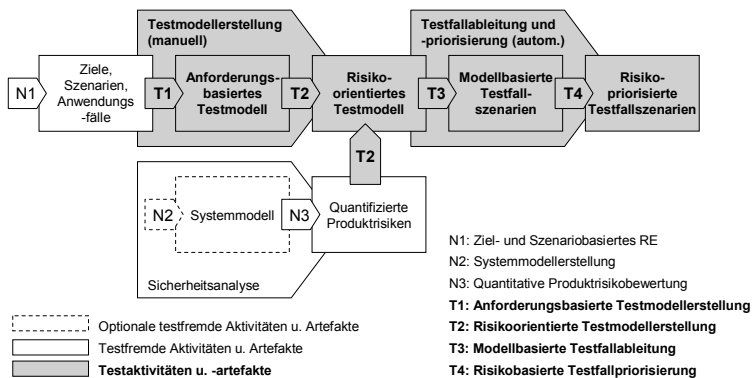 Testmodellerstellung
(manuell)
Testfallableitung und
-priorisierung (autom.)
N1
Ziele,
Szenarien,
Anwendungs
-fälle
T1
Anforderungs-
basiertes
Testmodell
T2
Risiko-
orientiertes
Testmodell
T3
Modellbasierte
Testfall-
szenarien
T4
Risiko-
priorisierte
Testfallszenarien
T2
N2
Systemmodell
N3
Quantifizierte
Produktrisiken
Sicherheitsanalyse
N1: Ziel- und Szenariobasiertes RE
N2: Systemmodellerstellung
N3: Quantitative Produktrisikobewertung
T1: Anforderungsbasierte Testmodellerstellung
T2: Risikoorientierte Testmodellerstellung
T3: Modellbasierte Testfallableitung
T4: Risikobasierte Testfallpriorisierung
Optionale testfremde Aktivitäten u. Artefakte
Testfremde Aktivitäten u. Artefakte
Testaktivitäten u. -artefakte